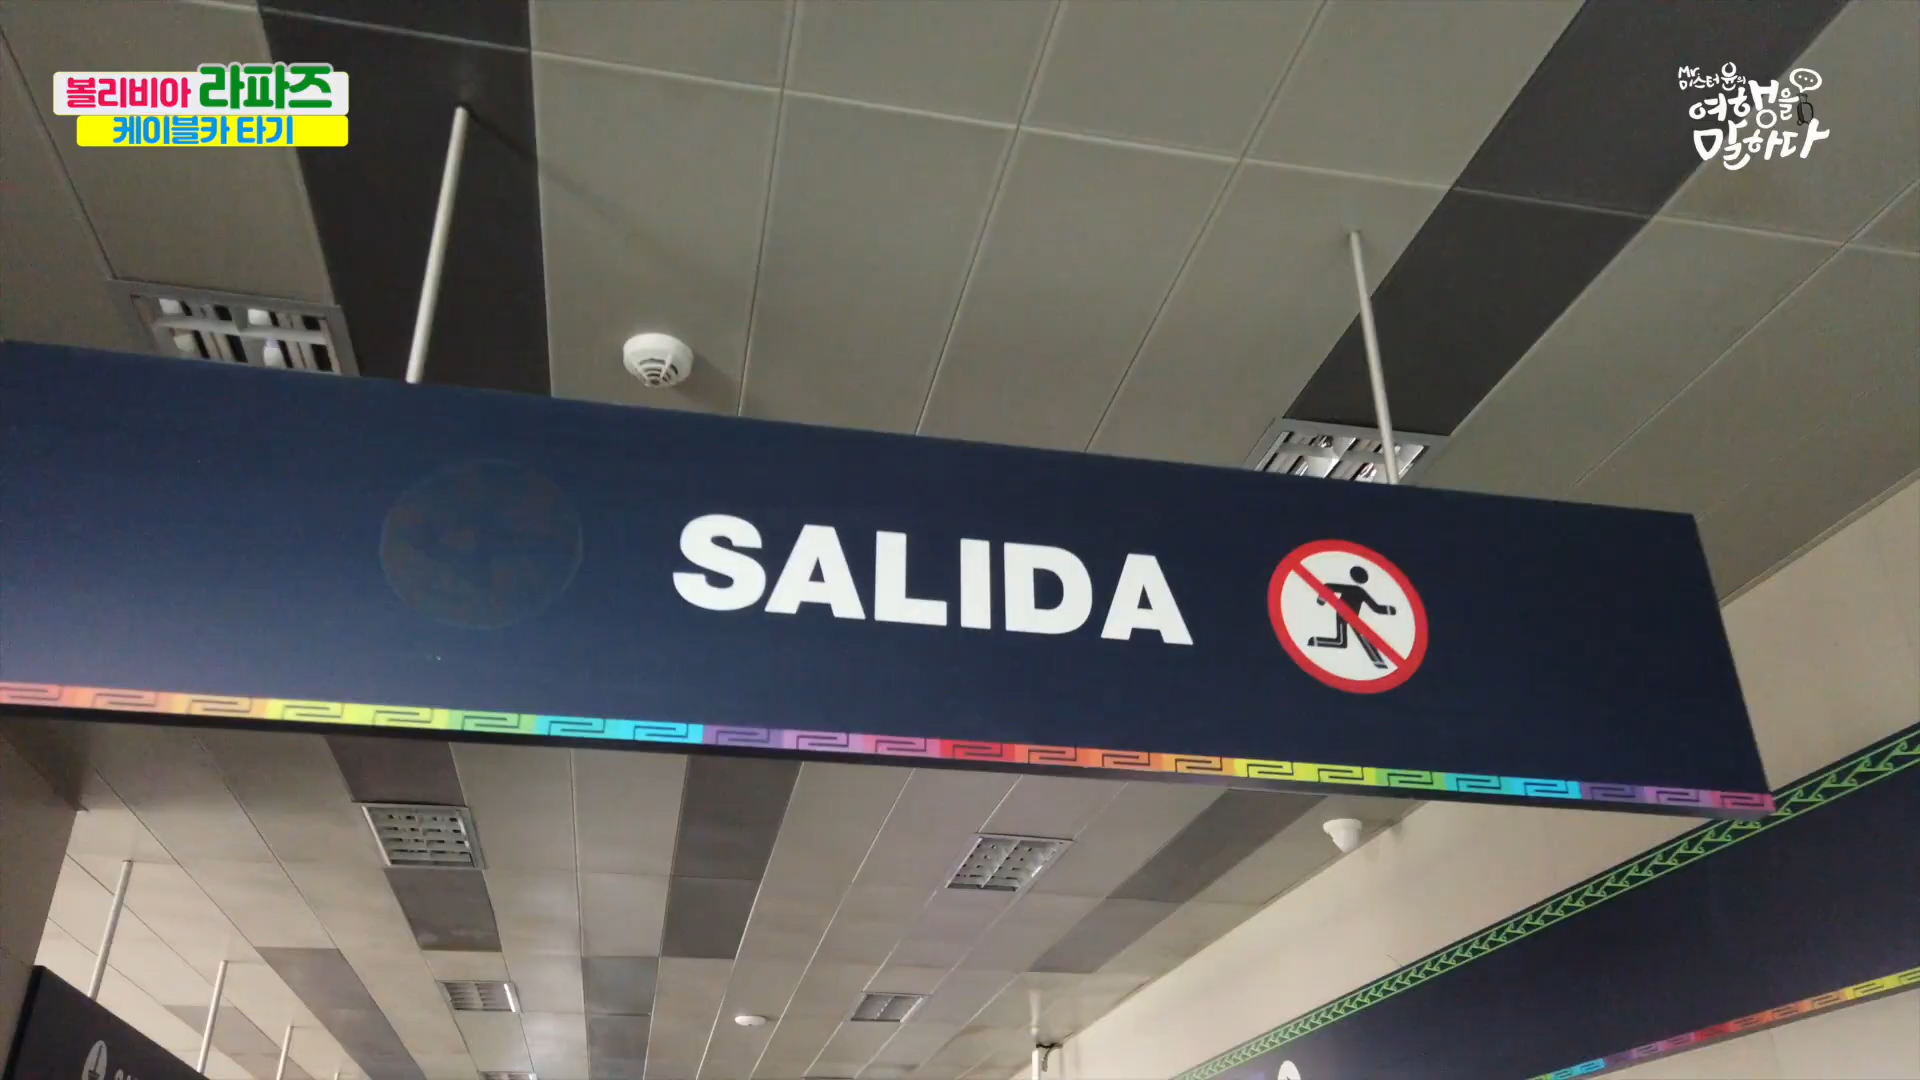 볼리비아 라파즈
케이블카 타기
Mr.
미스터 윤의
여행을
말하다
SALIDA